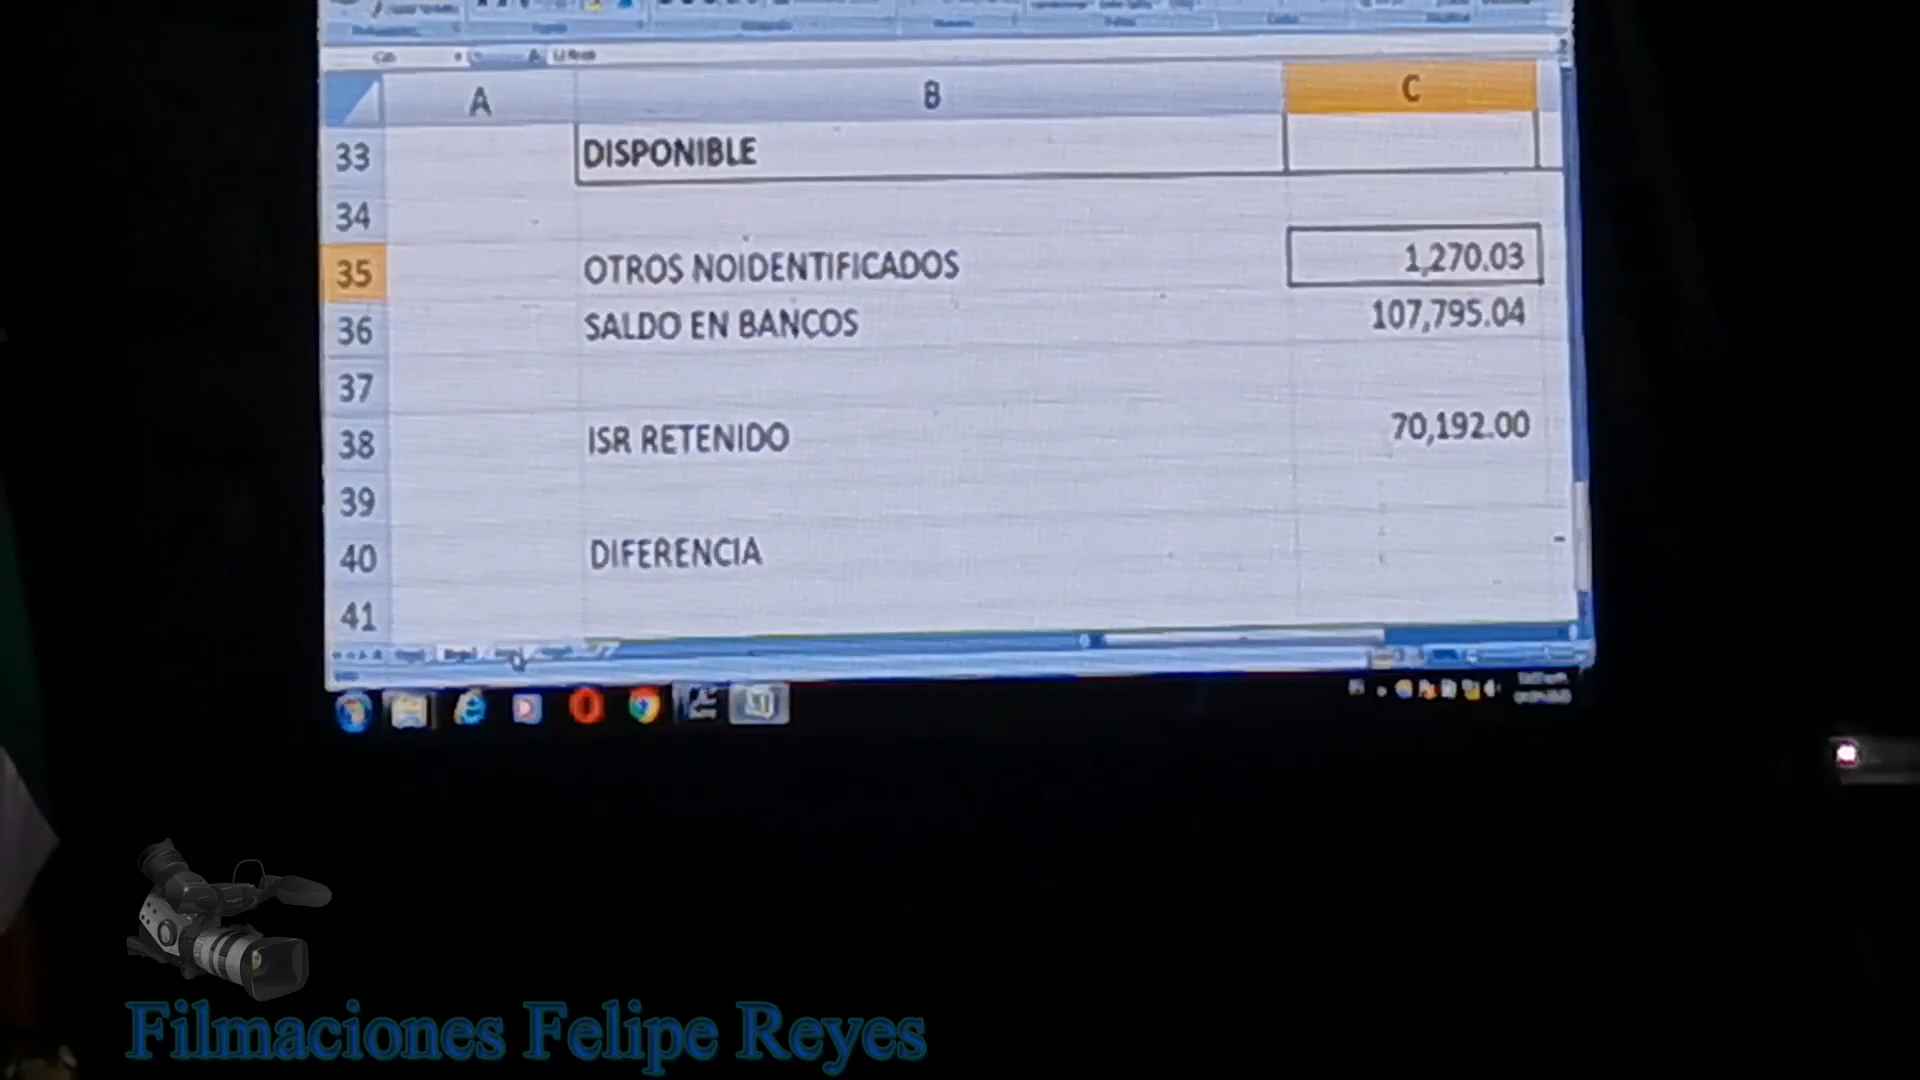 A B C
33 DISPONIBLE
34
35 OTROS NOIDENTIFICADOS 1,270.03
36 SALDO EN BANCOS 107,795.04
37
38 ISR RETENIDO 70,192.00
39
40 DIFERENCIA -
41
Filmaciones Felipe Reyes